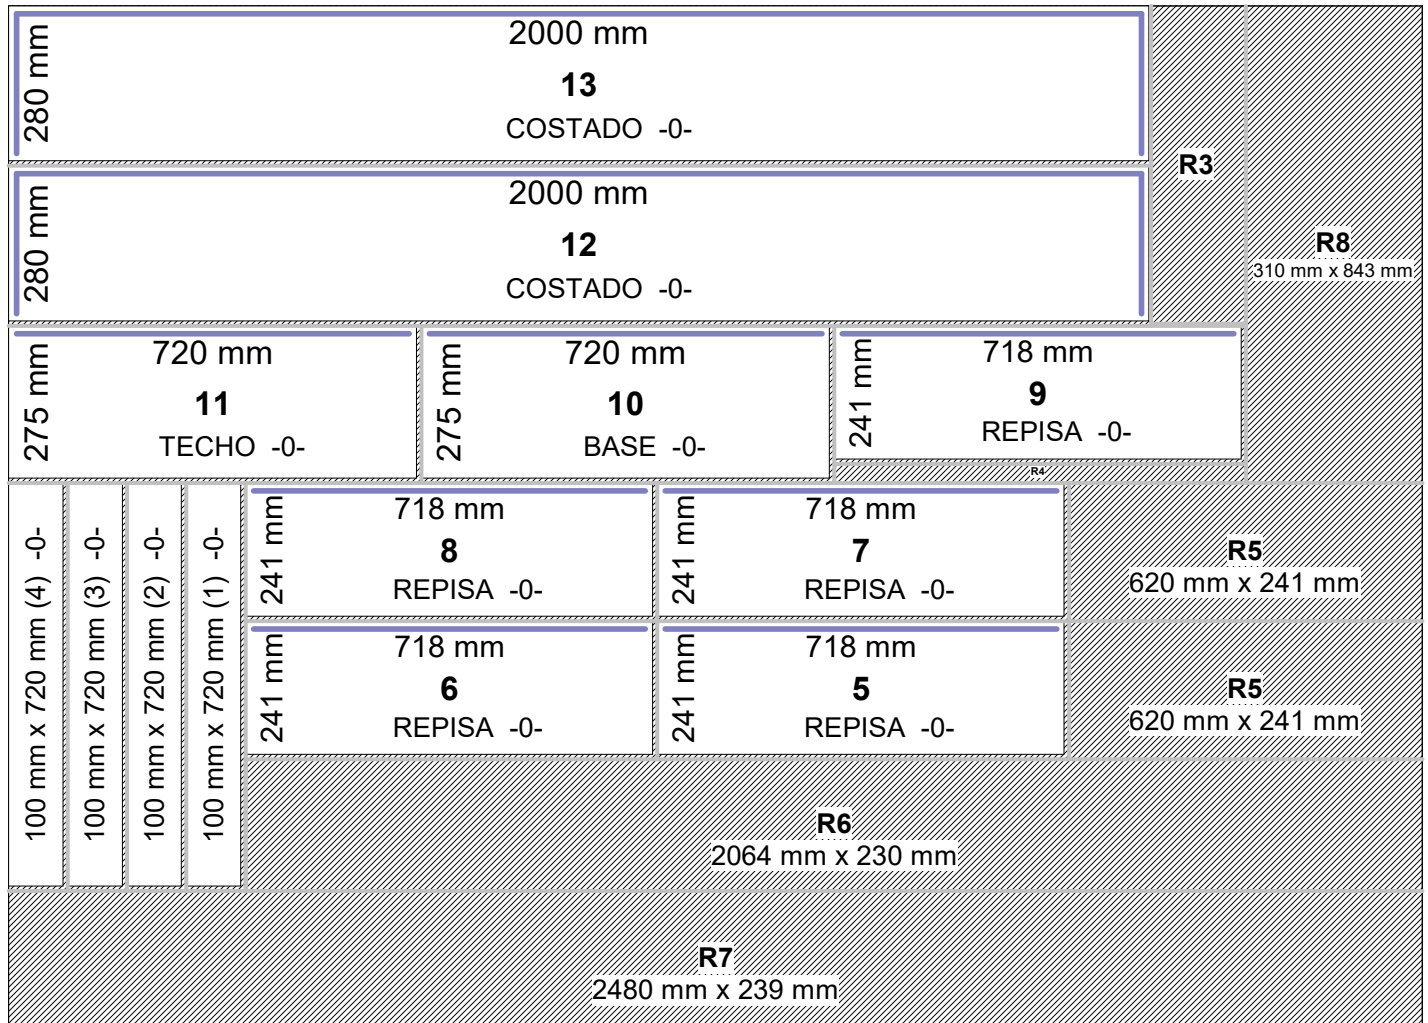 2000 mm
280 mm
13
COSTADO -0-
R3
2000 mm
280 mm
12
COSTADO -0-
R8
310 mm x 843 mm
720 mm
275 mm
11
TECHO -0-
720 mm
275 mm
10
BASE -0-
718 mm
241 mm
9
REPISA -0-
R4
100 mm x 720 mm (4) -0-
100 mm x 720 mm (3) -0-
100 mm x 720 mm (2) -0-
100 mm x 720 mm (1) -0-
718 mm
241 mm
8
REPISA -0-
718 mm
241 mm
7
REPISA -0-
R5
620 mm x 241 mm
718 mm
241 mm
6
REPISA -0-
718 mm
241 mm
5
REPISA -0-
R5
620 mm x 241 mm
R6
2064 mm x 230 mm
R7
2480 mm x 239 mm